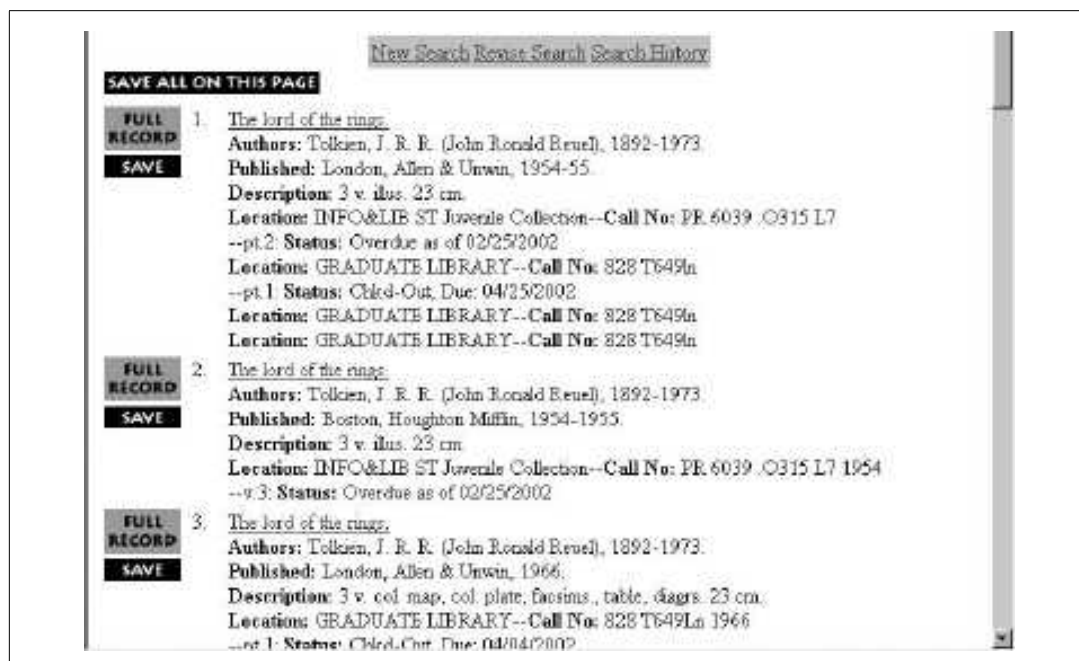 New Search Revise Search Search History
SAVE ALL ON THIS PAGE
FULL RECORD 1. The lord of the rings.
SAVE
Authors: Tolkien, J. R. R. (John Ronald Reuel), 1892-1973.
Published: London, Allen & Unwin, 1954-55.
Description: 3 v. illus. 23 cm.
Location: INFO&LIB ST Juvenile Collection--Call No: PR 6039 .O315 L7
--pt.2: Status: Overdue as of 02/25/2002
Location: GRADUATE LIBRARY--Call No: 828 T649ln
--pt.1: Status: Chkd-Out, Due: 04/25/2002
Location: GRADUATE LIBRARY--Call No: 828 T649ln
Location: GRADUATE LIBRARY--Call No: 828 T649ln
FULL RECORD 2. The lord of the rings.
SAVE
Authors: Tolkien, J. R. R. (John Ronald Reuel), 1892-1973.
Published: Boston, Houghton Mifflin, 1954-1955.
Description: 3 v. illus. 23 cm.
Location: INFO&LIB ST Juvenile Collection--Call No: PR 6039 .O315 L7 1954
--v.3: Status: Overdue as of 02/25/2002
FULL RECORD 3. The lord of the rings.
SAVE
Authors: Tolkien, J. R. R. (John Ronald Reuel), 1892-1973.
Published: London, Allen & Unwin, 1966.
Description: 3 v. col. map, col. plate, facsims., table, diagrs. 23 cm.
Location: GRADUATE LIBRARY--Call No: 828 T649Ln 1966
--pt.1: Status: Chkd-Out, Due: 04/04/2002